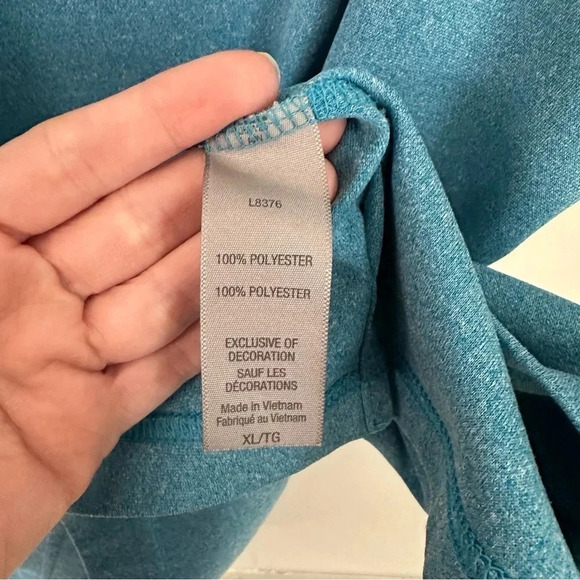 L8376
100% POLYESTER
100% POLYESTER
EXCLUSIVE OF
DECORATION
SAUF LES
DÉCORATIONS
Made in Vietnam
Fabriqué au Vietnam
XL/TG